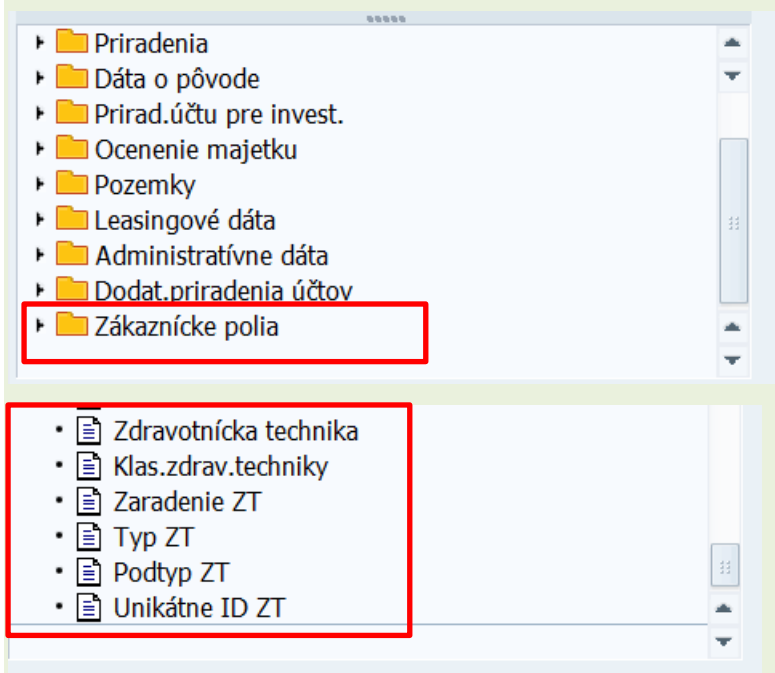 Priradenia
Dáta o pôvode
Prirad.účtu pre invest.
Ocenenie majetku
Pozemky
Leasingové dáta
Administratívne dáta
Dodat.priradenia účtov
Zákaznícke polia
Zdravotnícka technika
Klas.zdrav.techniky
Zaradenie ZT
Typ ZT
Podtyp ZT
Unikátne ID ZT